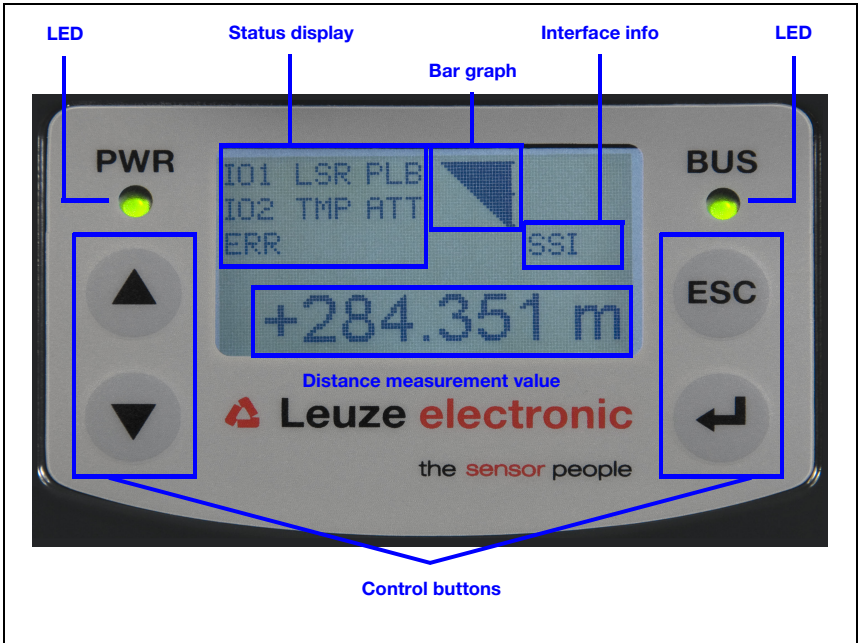 LED Status display Interface info LED
Bar graph
PWR BUS
IO1 LSR PLB
IO2 TMP ATT
ERR SSI
ESC
+284.351 m
Distance measurement value
Leuze electronic
the sensor people
Control buttons